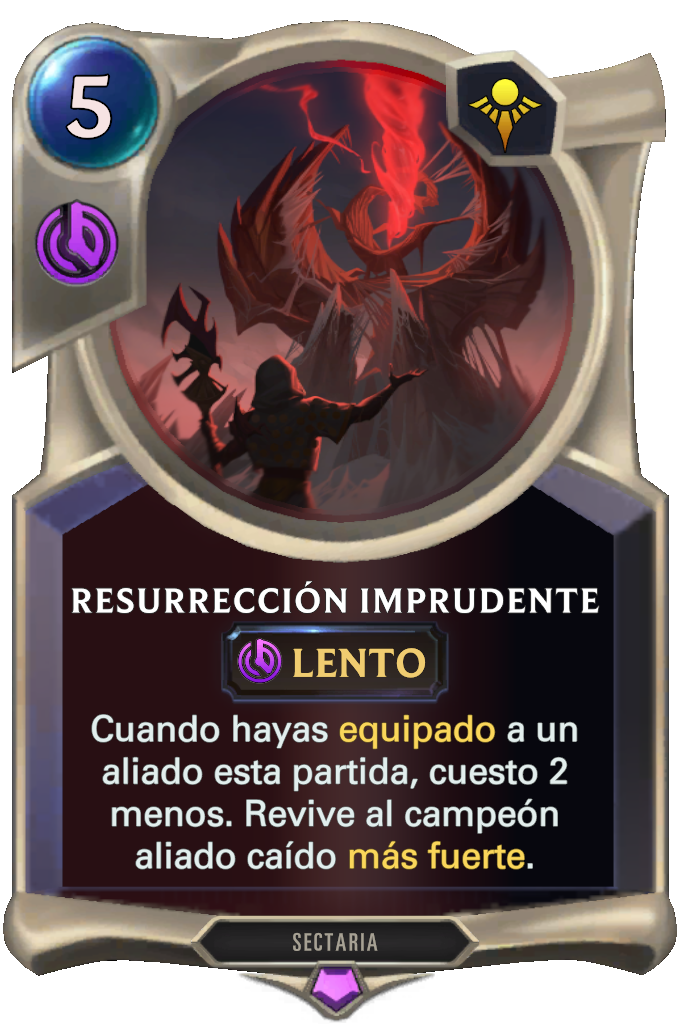 5
RESURRECCIÓN IMPRUDENTE
LENTO
Cuando hayas equipado a un
aliado esta partida, cuesto 2
menos. Revive al campeón
aliado caído más fuerte.
SECTARIA